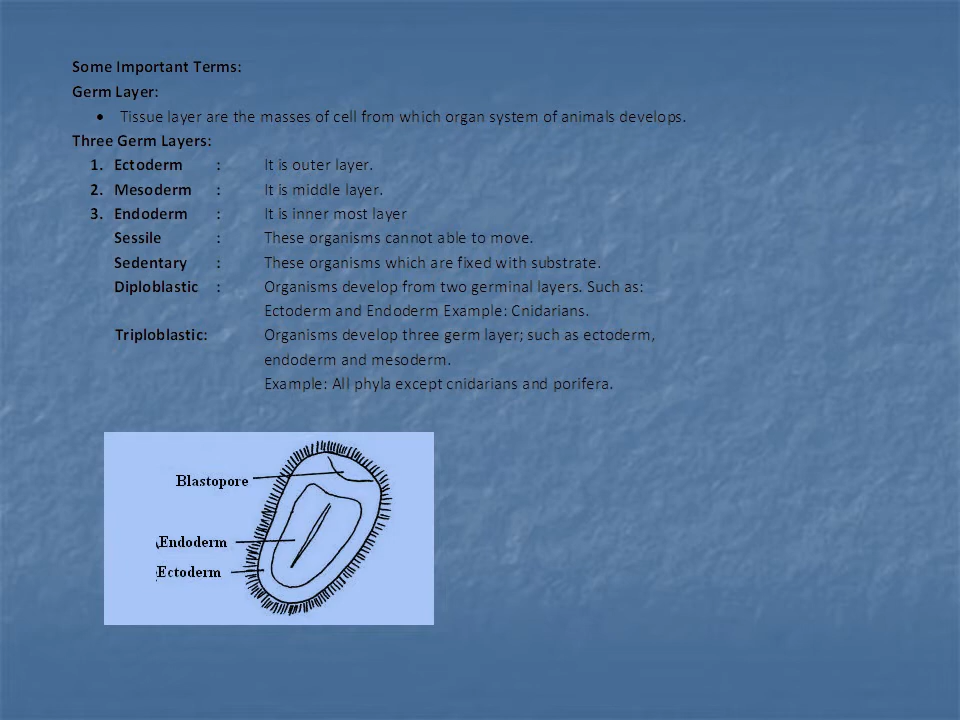 Some Important Terms:
Germ Layer:
• Tissue layer are the masses of cell from which organ system of animals develops.
Three Germ Layers:
1. Ectoderm : It is outer layer.
2. Mesoderm : It is middle layer.
3. Endoderm : It is inner most layer
Sessile : These organisms cannot able to move.
Sedentary : These organisms which are fixed with substrate.
Diploblastic : Organisms develop from two germinal layers. Such as:
Ectoderm and Endoderm Example: Cnidarians.
Triploblastic: Organisms develop three germ layer; such as ectoderm,
endoderm and mesoderm.
Example: All phyla except cnidarians and porifera.
Blastopore
Endoderm
Ectoderm